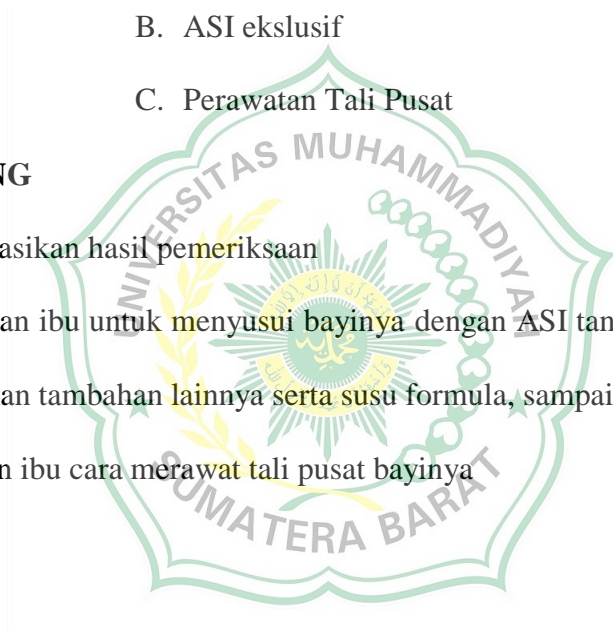 B. ASI ekslusif
C. Perawatan Tali Pusat
NG
asikan hasil pemeriksaan
an ibu untuk menyusui bayinya dengan ASI tan
an tambahan lainnya serta susu formula, sampai
n ibu cara merawat tali pusat bayinya
UNIVERSITAS MUHAMMADIYAH
SUMATERA BARAT